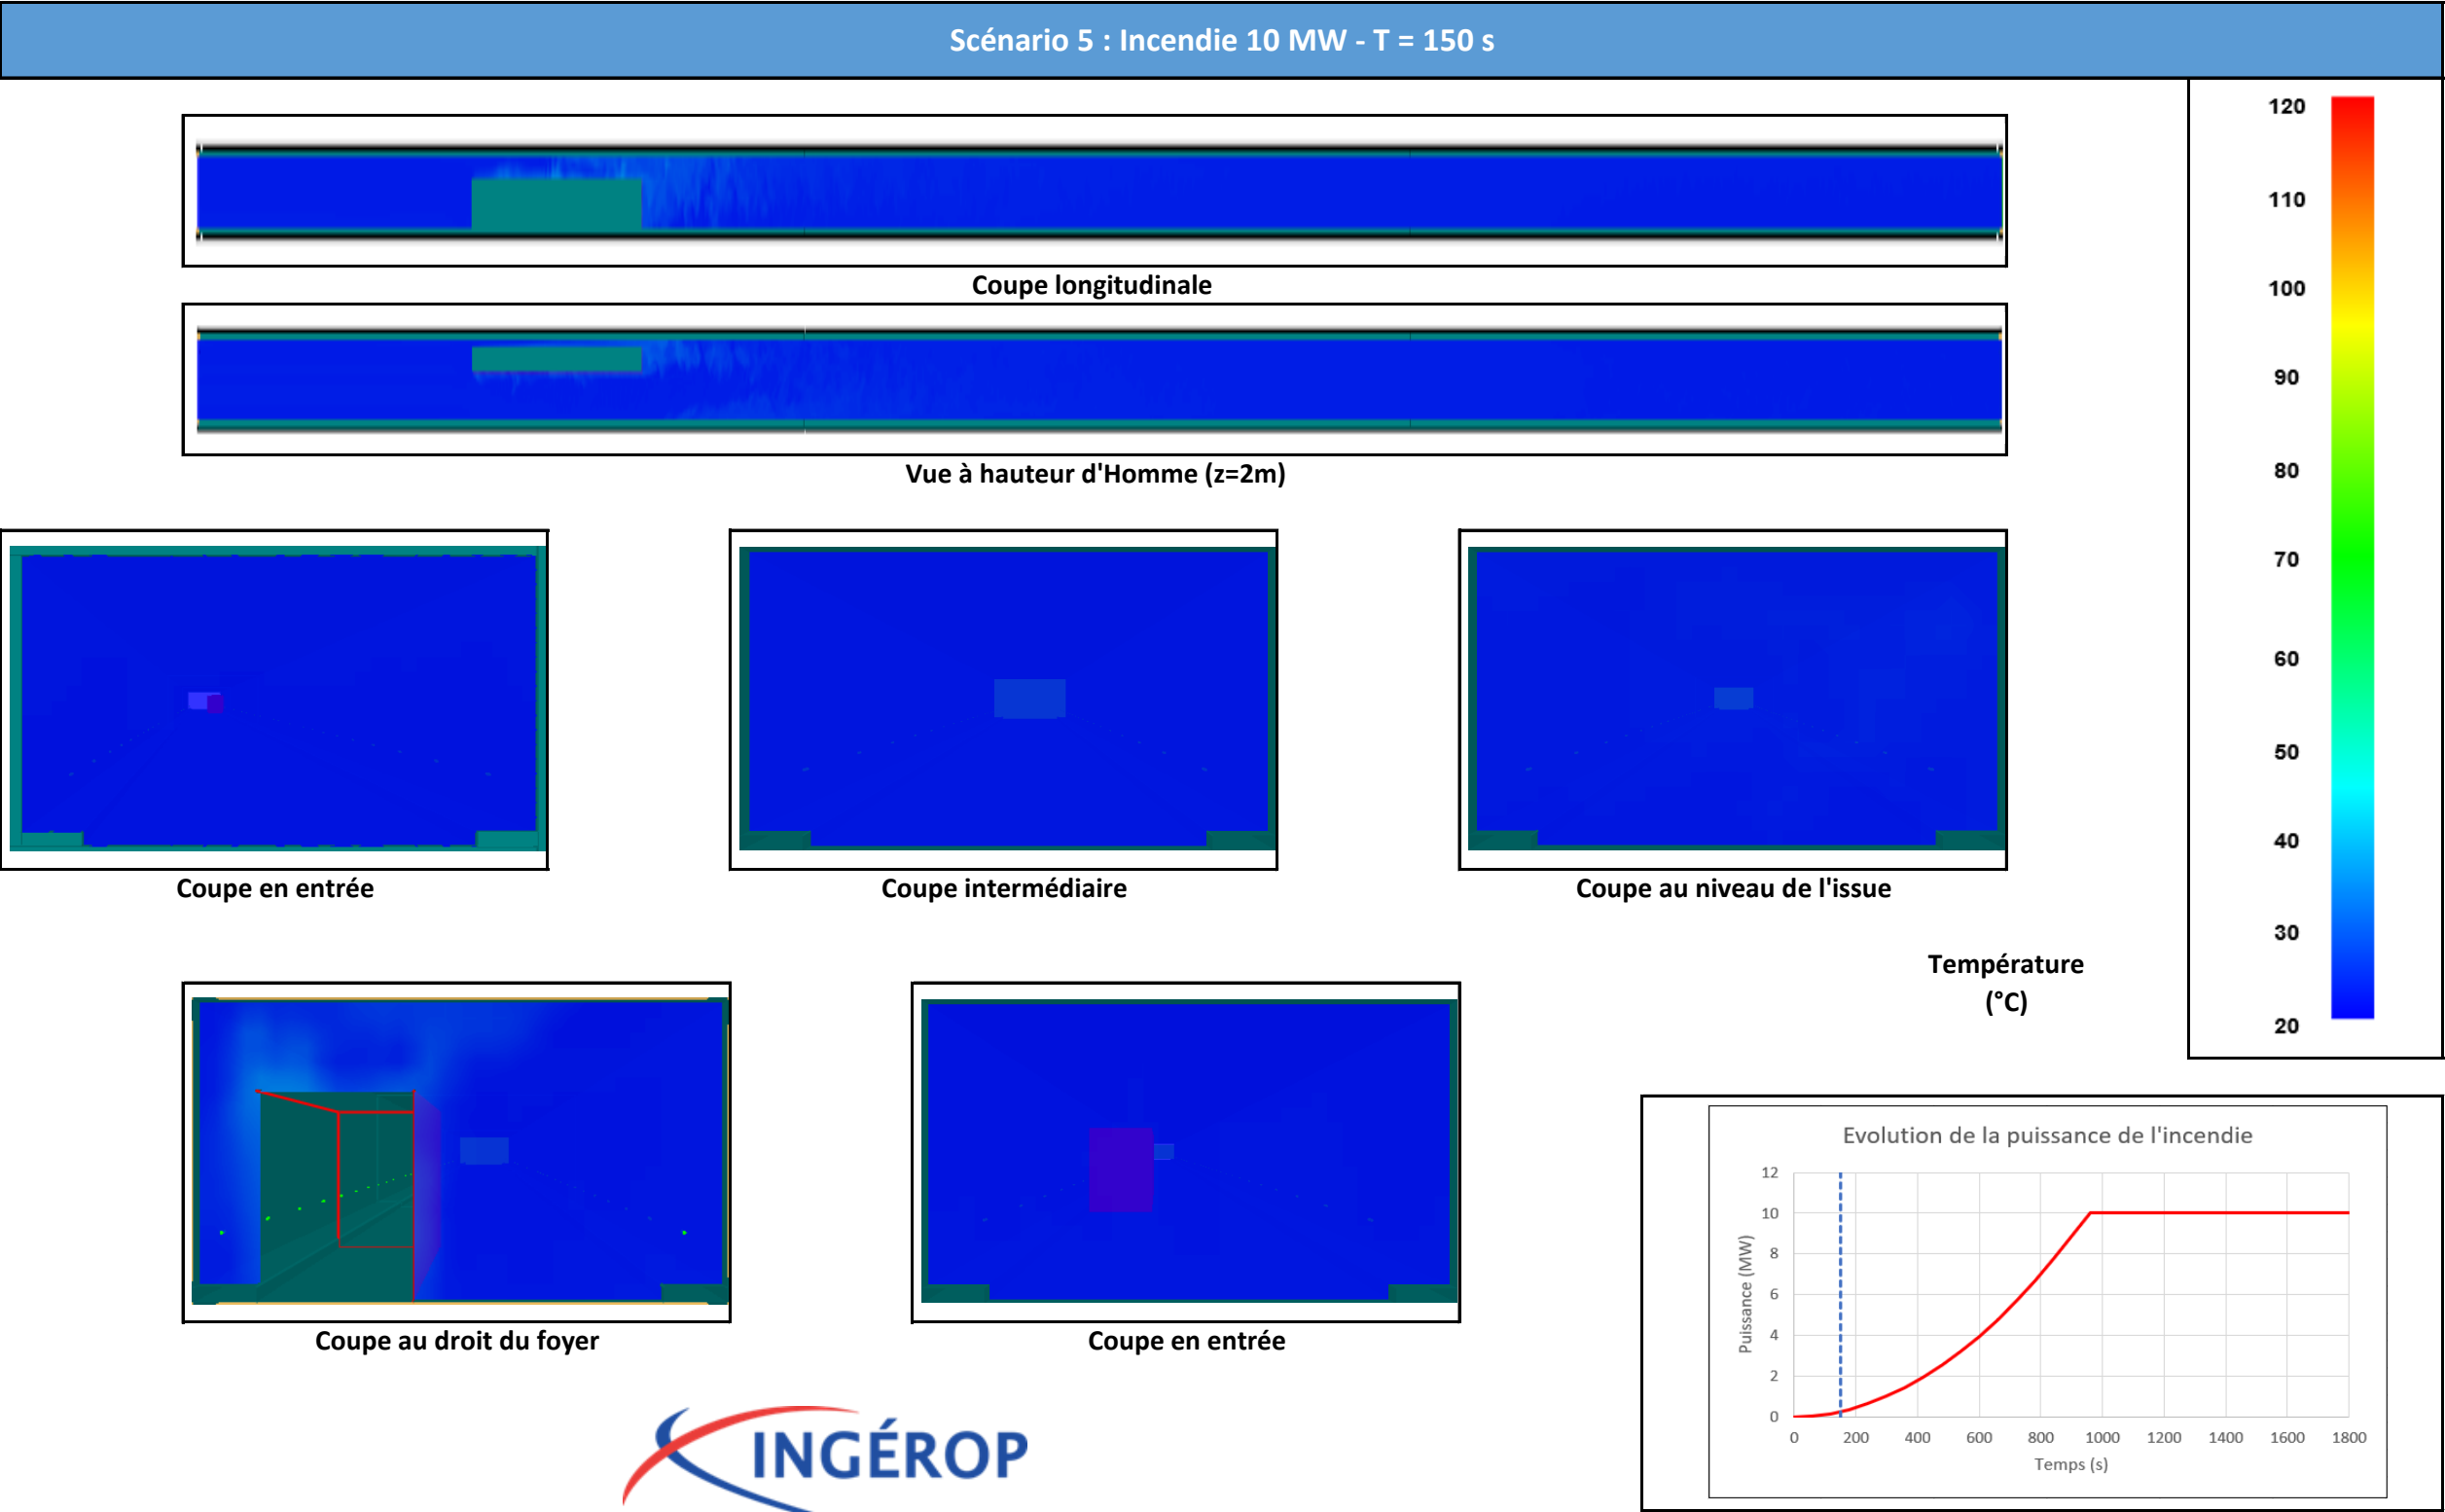 Scénario 5 : Incendie 10 MW - T = 150 s
Coupe longitudinale
Vue à hauteur d'Homme (z=2m)
Coupe en entrée
Coupe intermédiaire
Coupe au niveau de l'issue
Coupe au droit du foyer
Coupe en entrée
Température
(°C)
120
110
100
90
80
70
60
50
40
30
20
Evolution de la puissance de l'incendie
Puissance (MW)
12
10
8
6
4
2
0
0 200 400 600 800 1000 1200 1400 1600 1800
Temps (s)
INGÉROP